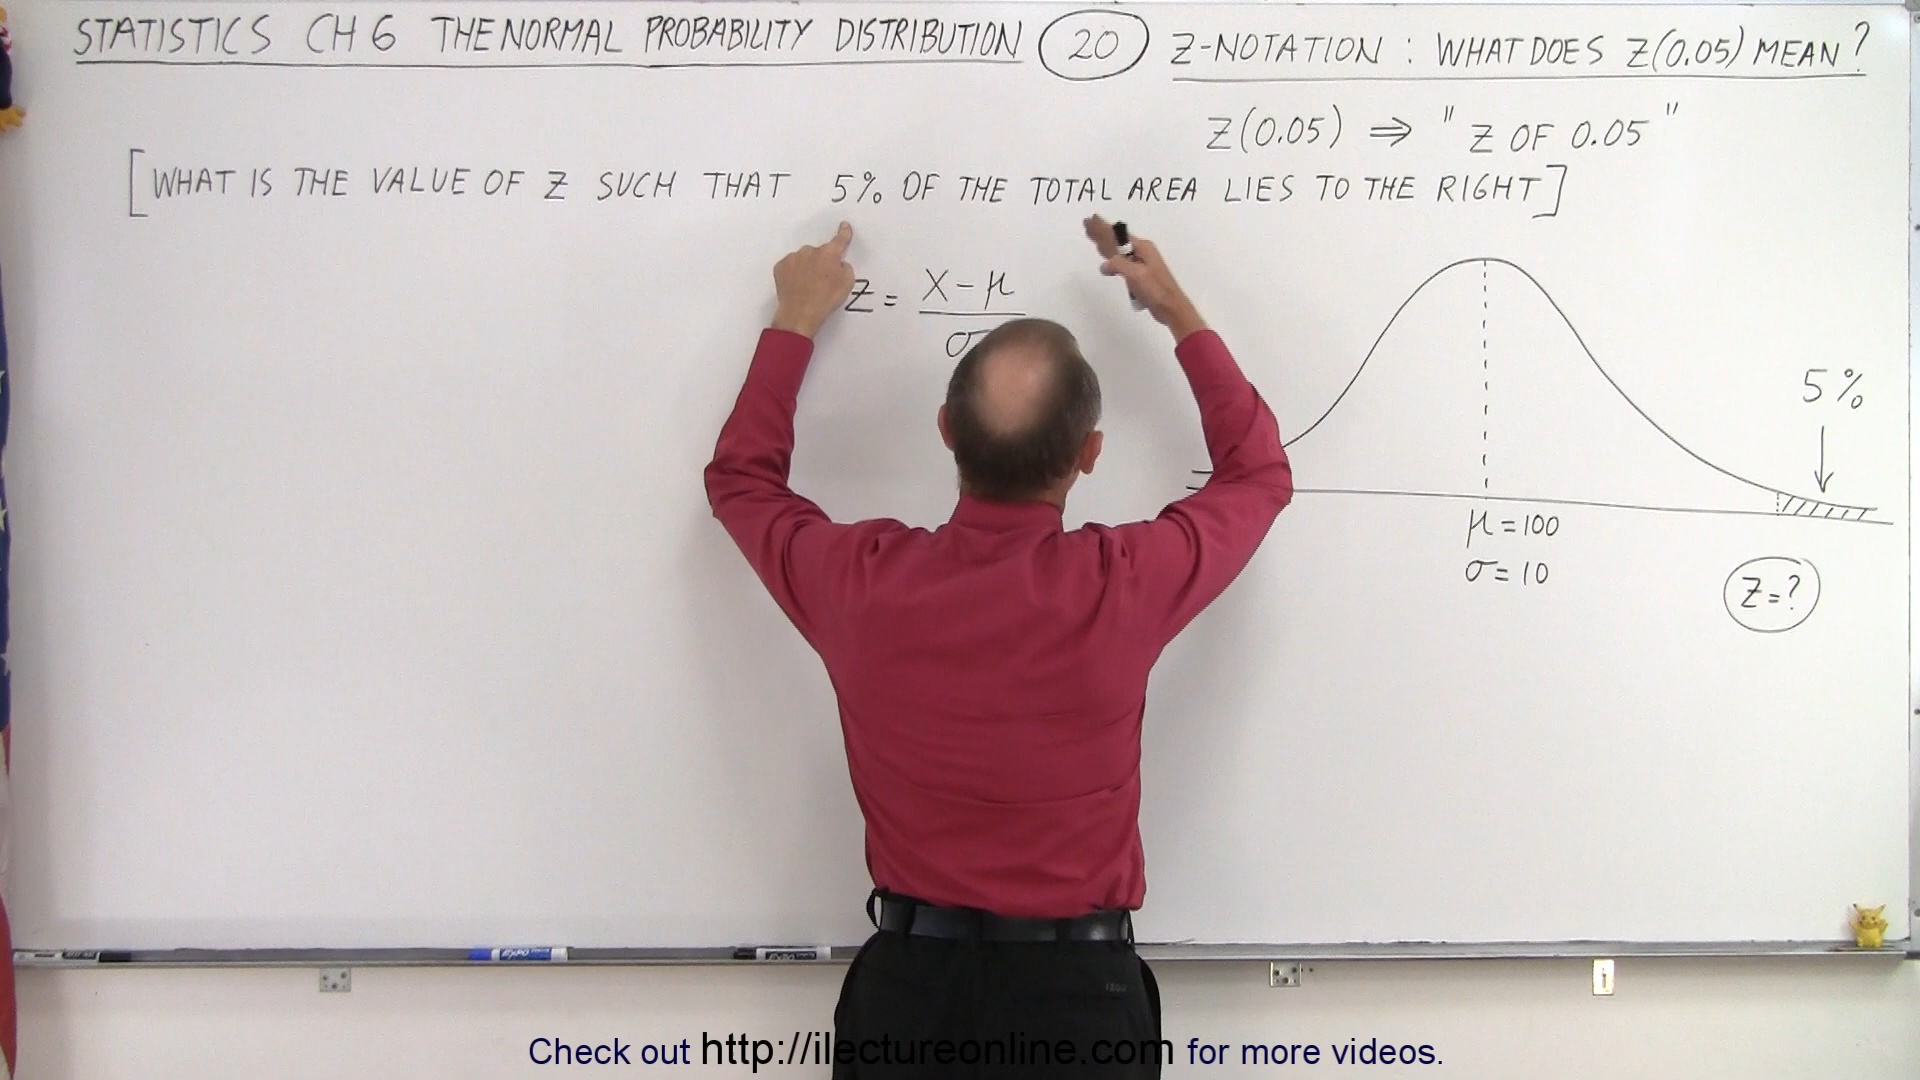 STATISTICS CH 6 THE NORMAL PROBABILITY DISTRIBUTION 20 Z-NOTATION : WHAT DOES Z(0.05) MEAN ?
Z(0.05) ⇒ "Z OF 0.05"
[WHAT IS THE VALUE OF Z SUCH THAT 5% OF THE TOTAL AREA LIES TO THE RIGHT]
Z = X - μ
σ
5%
μ = 100
σ = 10
Z = ?
Check out http://ilectureonline.com for more videos.